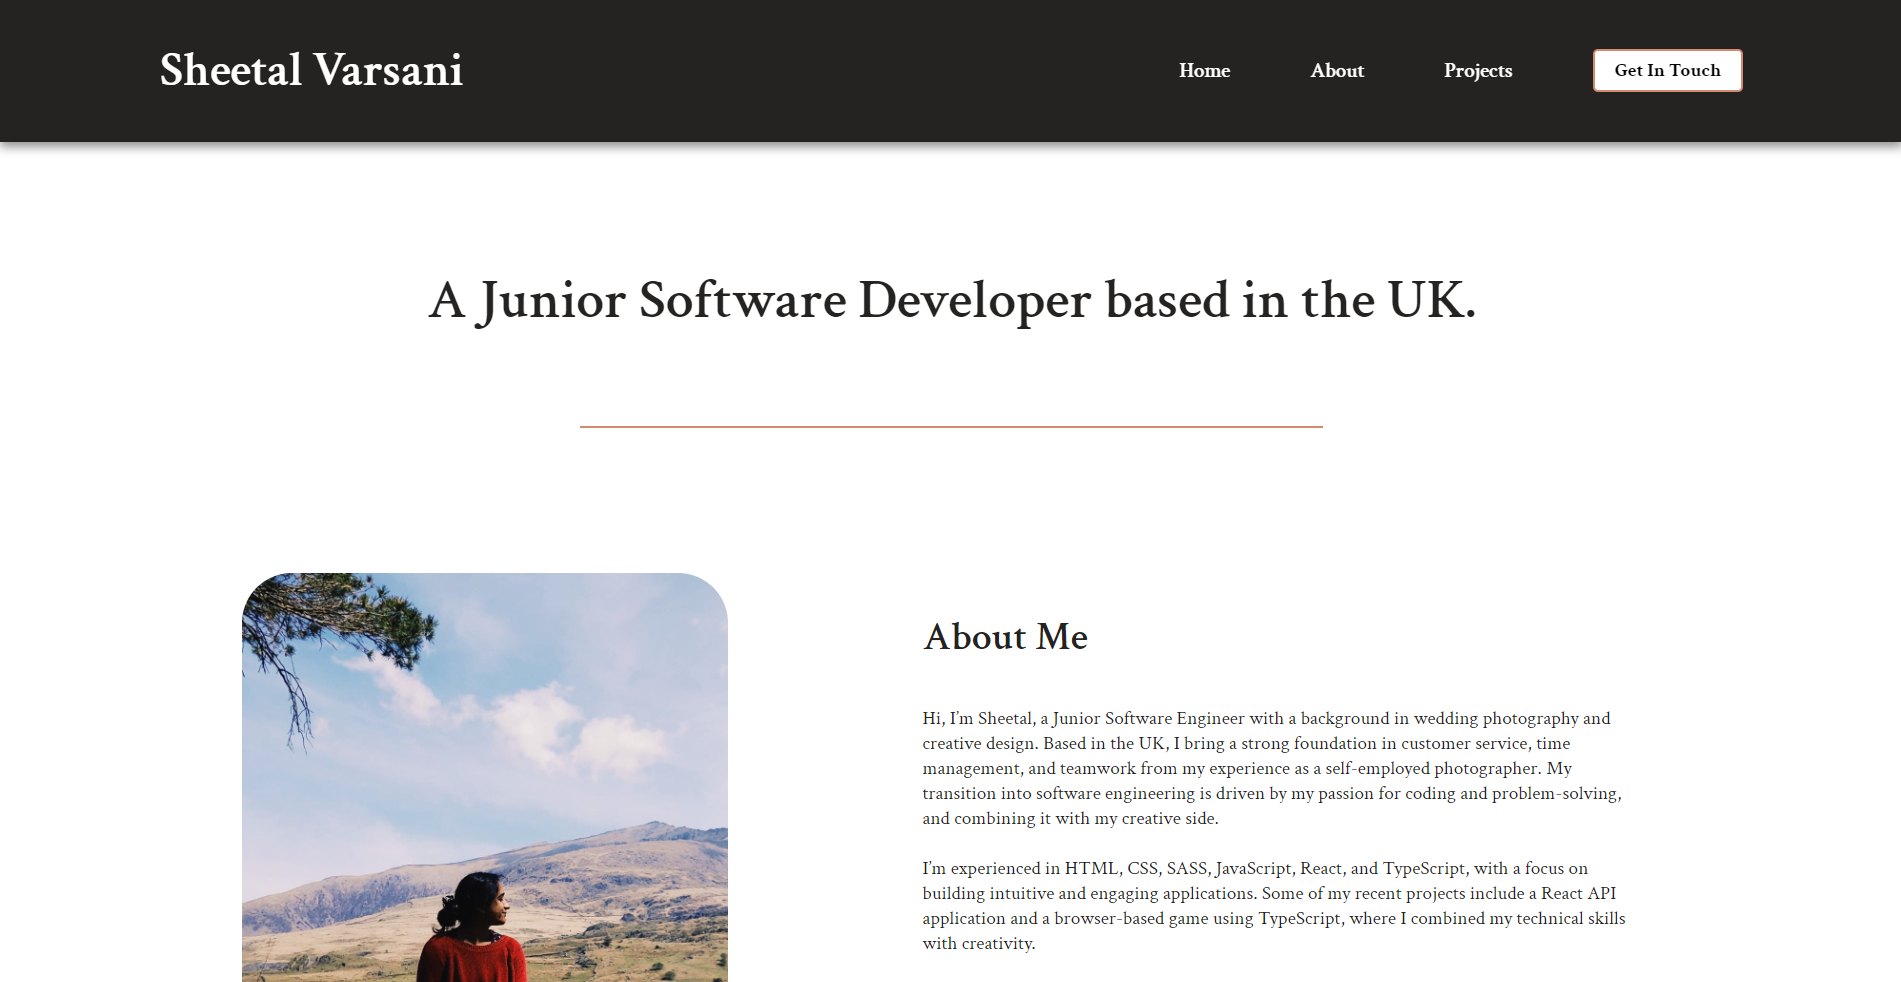 Sheetal Varsani
Home
About
Projects
Get In Touch
A Junior Software Developer based in the UK.
About Me
Hi, I’m Sheetal, a Junior Software Engineer with a background in wedding photography and
creative design. Based in the UK, I bring a strong foundation in customer service, time
management, and teamwork from my experience as a self-employed photographer. My
transition into software engineering is driven by my passion for coding and problem-solving,
and combining it with my creative side.
I’m experienced in HTML, CSS, SASS, JavaScript, React, and TypeScript, with a focus on
building intuitive and engaging applications. Some of my recent projects include a React API
application and a browser-based game using TypeScript, where I combined my technical skills
with creativity.